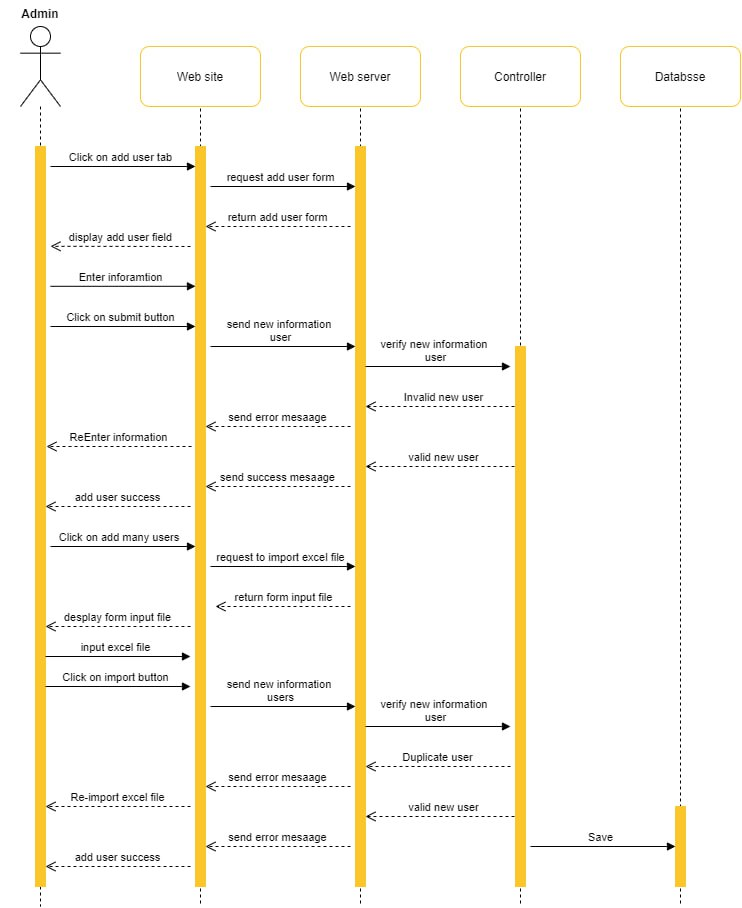 Admin
Web site
Web server
Controller
Databsse
Click on add user tab
request add user form
return add user form
display add user field
Enter inforamtion
Click on submit button
send new information
user
verify new information
user
Invalid new user
send error mesaage
ReEnter information
valid new user
send success mesaage
add user success
Click on add many users
request to import excel file
return form input file
desplay form input file
input excel file
Click on import button
send new information
users
verify new information
user
Duplicate user
send error mesaage
Re-import excel file
valid new user
send error mesaage
Save
add user success